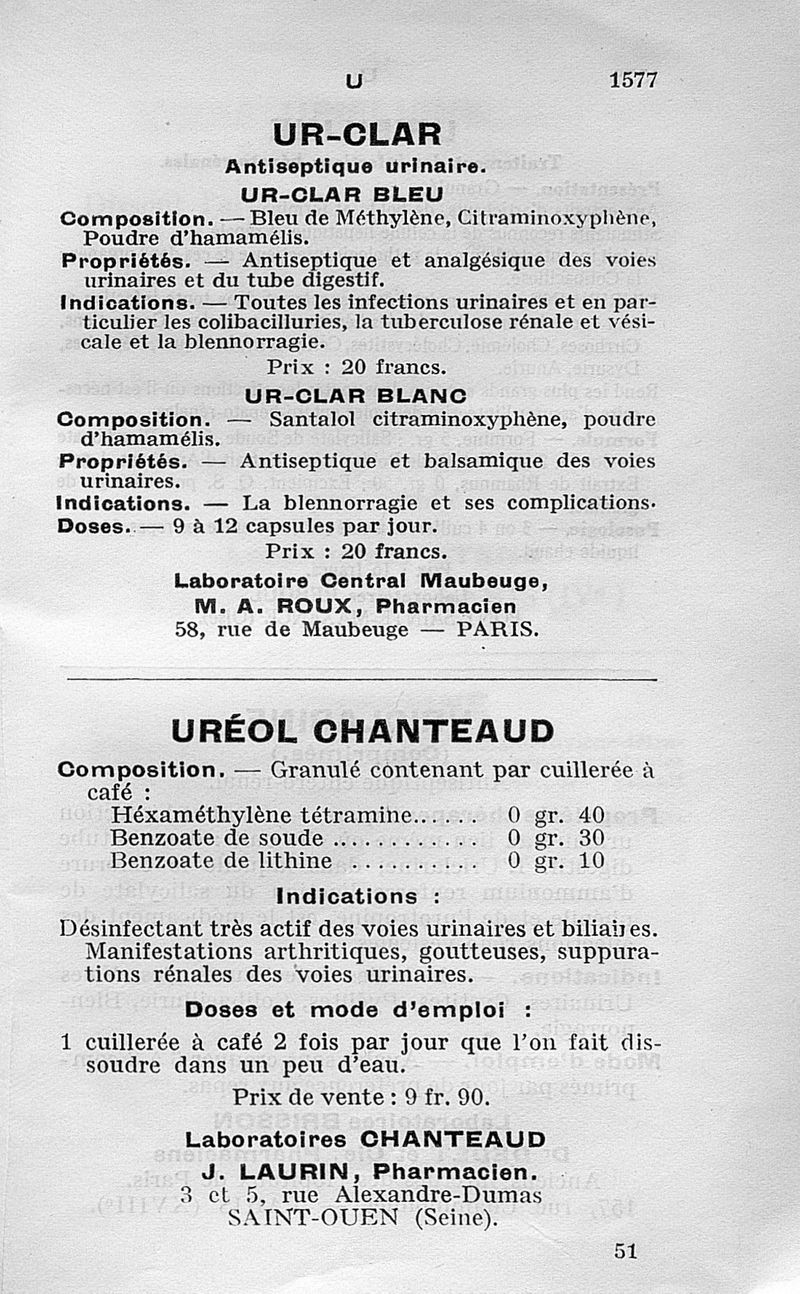 U 1577
UR-CLAR
Antiseptique urinaire.
UR-CLAR BLEU
Composition. — Bleu de Méthylène, Citraminoxyphène,
Poudre d'hamamélis.
Propriétés. — Antiseptique et analgésique des voies
urinaires et du tube digestif.
Indications. — Toutes les infections urinaires et en par-
ticulier les colibacilluries, la tuberculose rénale et vési-
cale et la blennorragie.
Prix : 20 francs.
UR-CLAR BLANC
Composition. — Santalol citraminoxyphène, poudre
d'hamamélis.
Propriétés. — Antiseptique et balsamique des voies
urinaires.
Indications. — La blennorragie et ses complications.
Doses. — 9 à 12 capsules par jour.
Prix : 20 francs.
Laboratoire Central Maubeuge,
M. A. ROUX, Pharmacien
58, rue de Maubeuge — PARIS.
URÉOL CHANTEAUD
Composition. — Granulé contenant par cuillerée à
café :
Héxaméthylène tétramine...... 0 gr. 40
Benzoate de soude ............ 0 gr. 30
Benzoate de lithine .......... 0 gr. 10
Indications :
Désinfectant très actif des voies urinaires et biliaires.
Manifestations arthritiques, goutteuses, suppura-
tions rénales des voies urinaires.
Doses et mode d'emploi :
1 cuillerée à café 2 fois par jour que l'on fait dis-
soudre dans un peu d'eau.
Prix de vente : 9 fr. 90.
Laboratoires CHANTEAUD
J. LAURIN, Pharmacien.
3 et 5, rue Alexandre-Dumas
SAINT-OUEN (Seine).
51